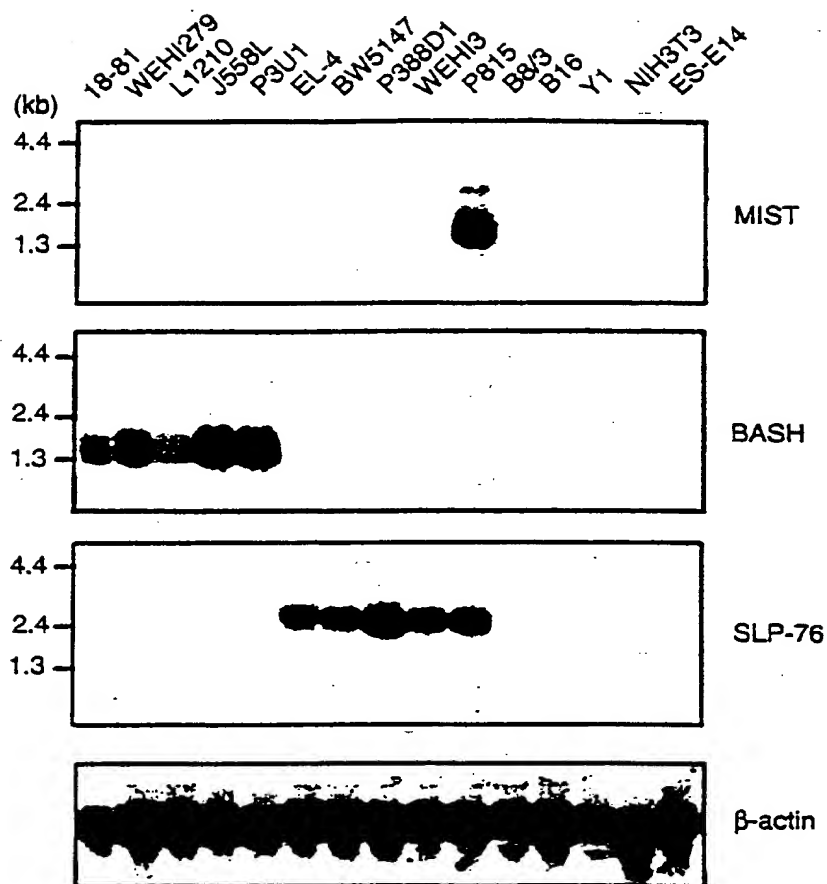 18-81 WEHI279 L1210 J558L P3U1 EL-4 BW5147 P388D1 WEHI3 P815 B8/3 B16 Y1 NIH3T3 ES-E14
(kb)
4.4
2.4
1.3
MIST
4.4
2.4
1.3
BASH
4.4
2.4
1.3
SLP-76
β-actin